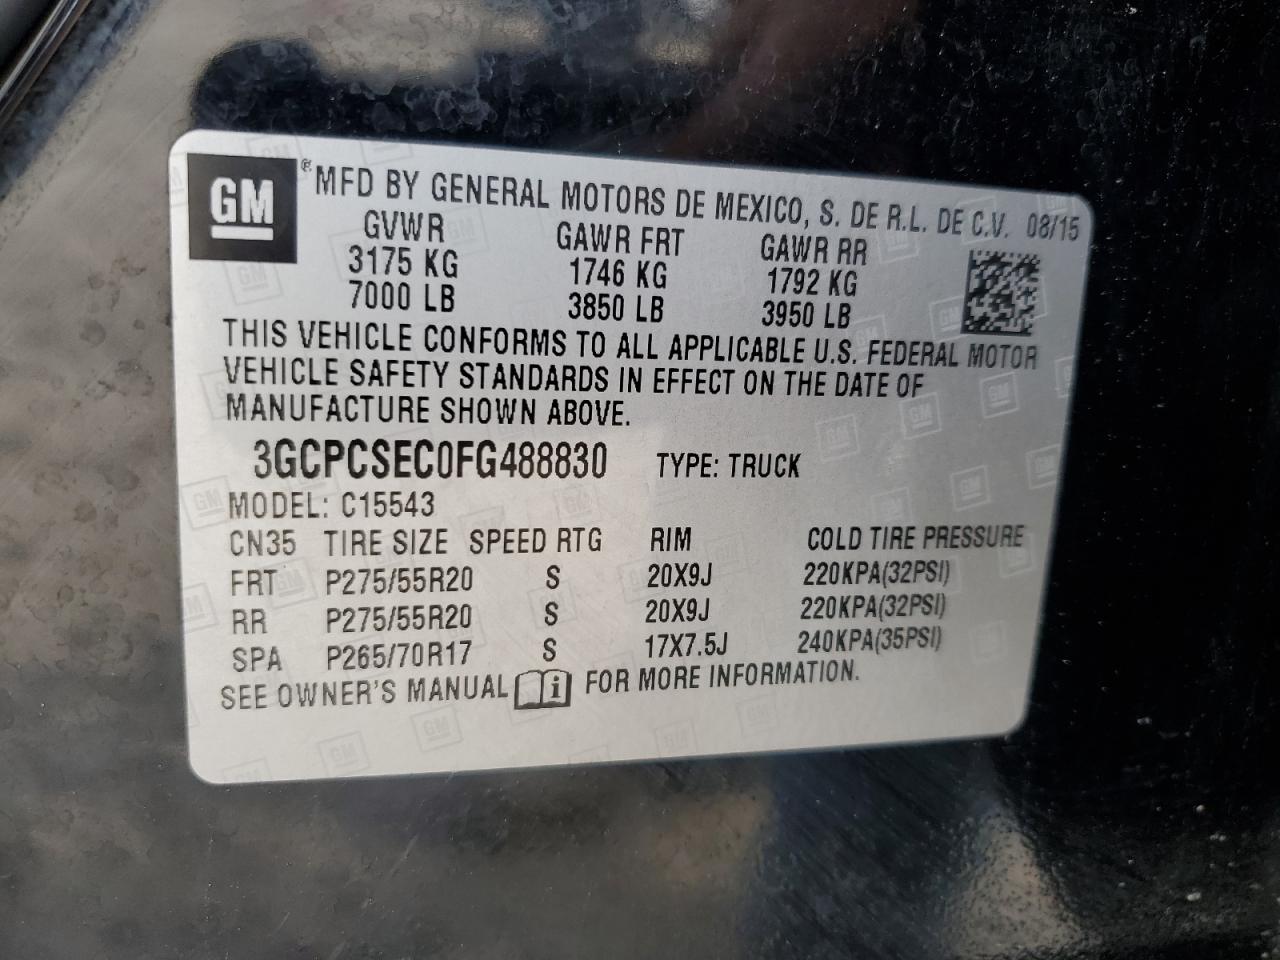 GM ® MFD BY GENERAL MOTORS DE MEXICO, S. DE R.L. DE C.V. 08/15
GVWR GAWR FRT GAWR RR
3175 KG 1746 KG 1792 KG
7000 LB 3850 LB 3950 LB
THIS VEHICLE CONFORMS TO ALL APPLICABLE U.S. FEDERAL MOTOR
VEHICLE SAFETY STANDARDS IN EFFECT ON THE DATE OF
MANUFACTURE SHOWN ABOVE.
3GCPCSEC0FG488830 TYPE: TRUCK
MODEL: C15543
CN35 TIRE SIZE SPEED RTG RIM COLD TIRE PRESSURE
FRT P275/55R20 S 20X9J 220KPA(32PSI)
RR P275/55R20 S 20X9J 220KPA(32PSI)
SPA P265/70R17 S 17X7.5J 240KPA(35PSI)
SEE OWNER'S MANUAL i FOR MORE INFORMATION.